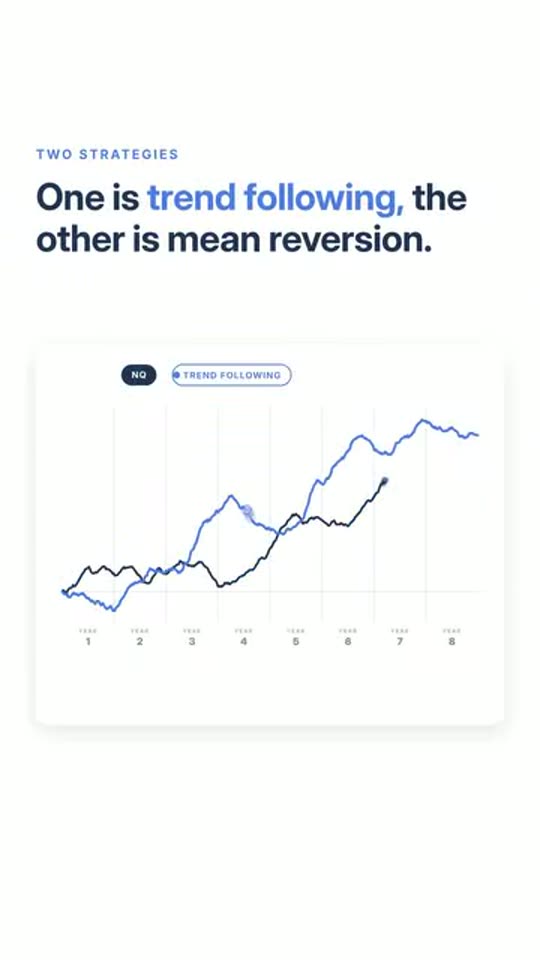 TWO STRATEGIES
One is trend following, the
other is mean reversion.
NQ
TREND FOLLOWING
YEAR YEAR YEAR YEAR YEAR YEAR YEAR YEAR
1 2 3 4 5 6 7 8